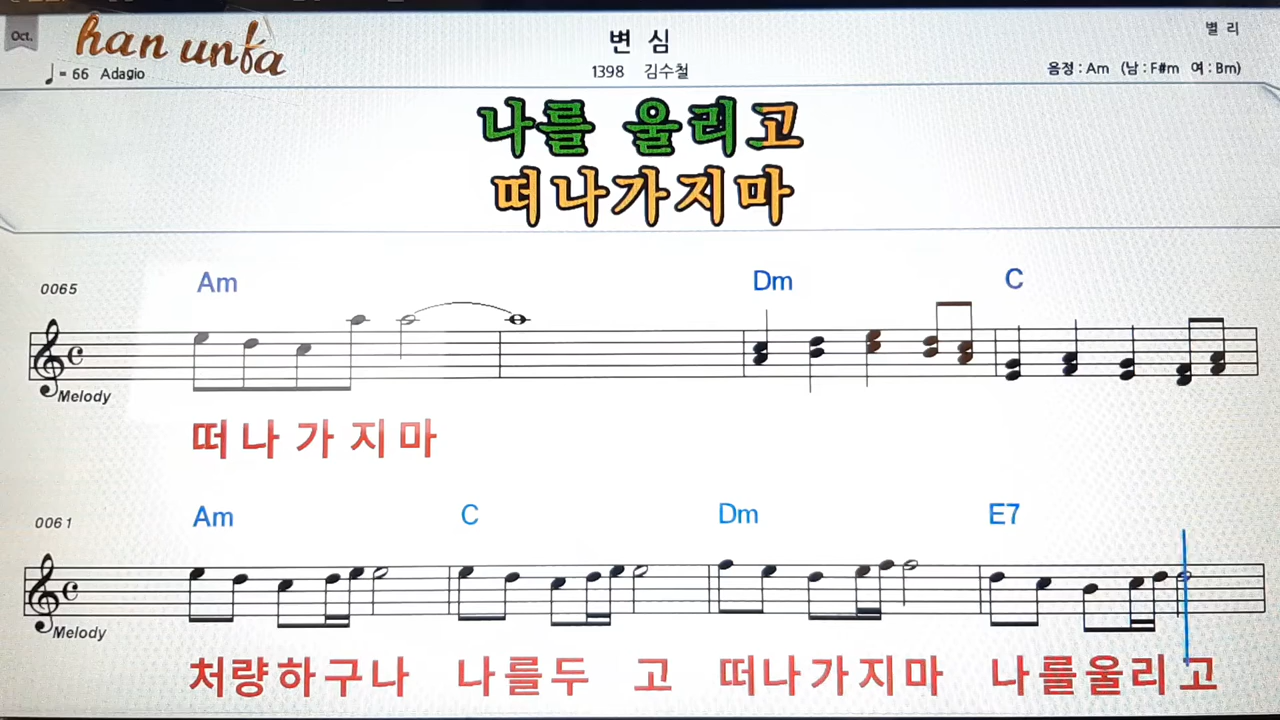 Oct.
han unfa
별 리
변 심
♩= 66 Adagio
1398 김수철
음정 : Am (남 : F#m 여 : Bm)
나를 울리고
떠나가지마
0065
Am Dm C
Melody
떠 나 가 지 마
0061
Am C Dm E7
Melody
처량하구나 나를두 고 떠나가지마 나를울리고